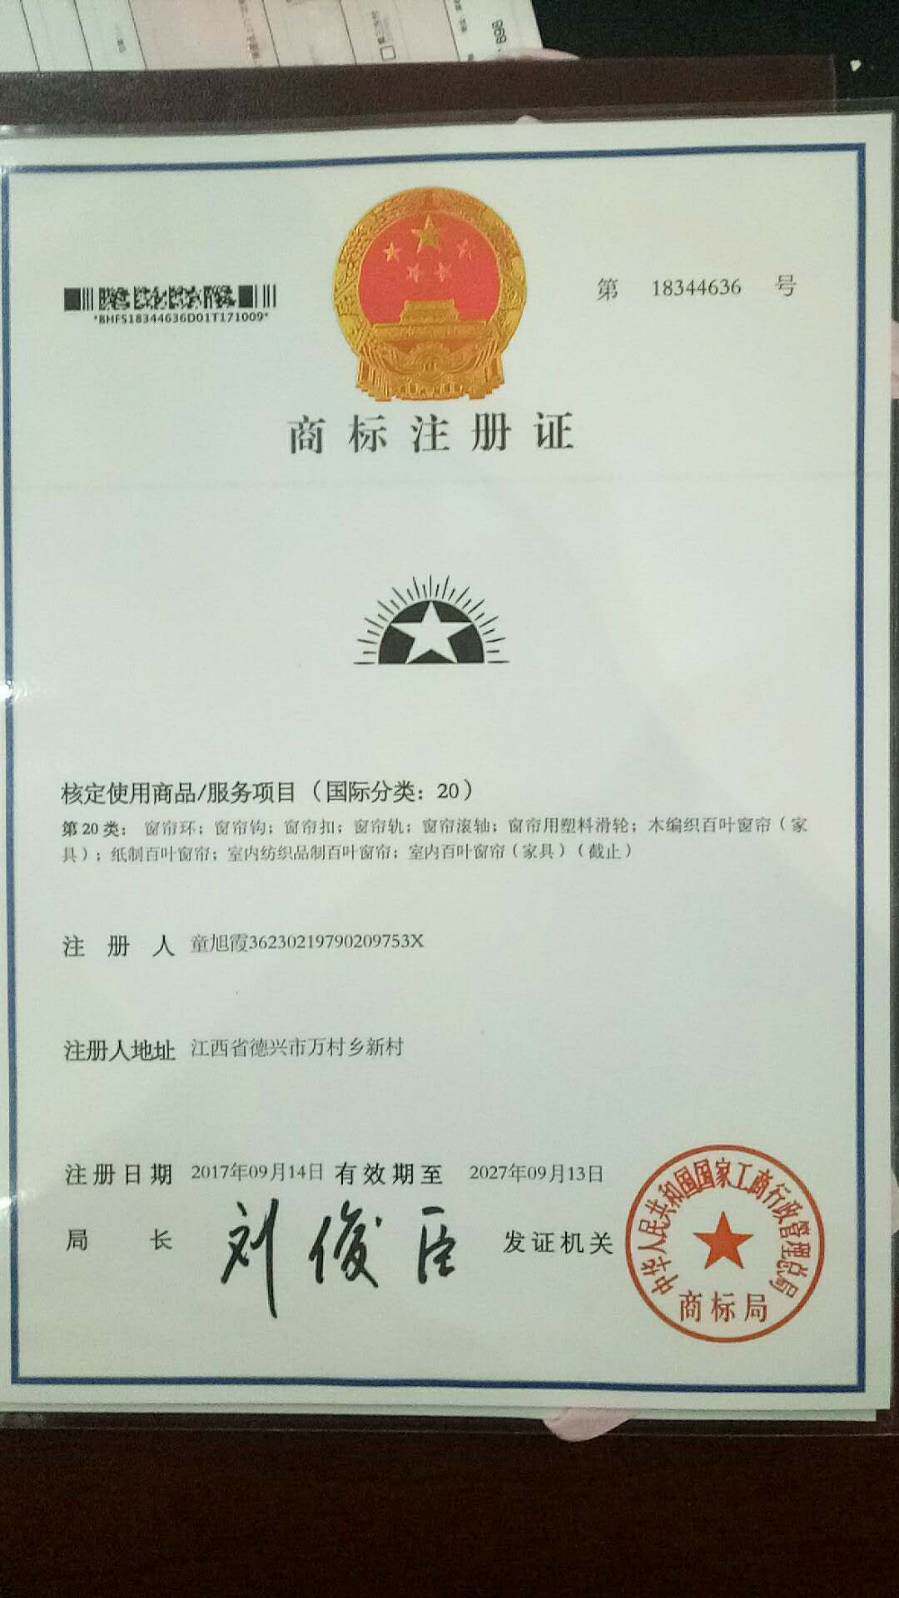 698
*BHFS18344636D01T171009*
第 18344636 号
商标注册证
核定使用商品/服务项目（国际分类：20）
第20类：窗帘环；窗帘钩；窗帘扣；窗帘轨；窗帘滚轴；窗帘用塑料滑轮；木编织百叶窗帘（家
具）；纸制百叶窗帘；室内纺织品制百叶窗帘；室内百叶窗帘（家具）（截止）
注册人 童旭霞36230219790209753X
注册人地址 江西省德兴市万村乡新村
注册日期 2017年09月14日 有效期至 2027年09月13日
局长 刘俊臣 发证机关
中华人民共和国国家工商行政管理总局
商标局